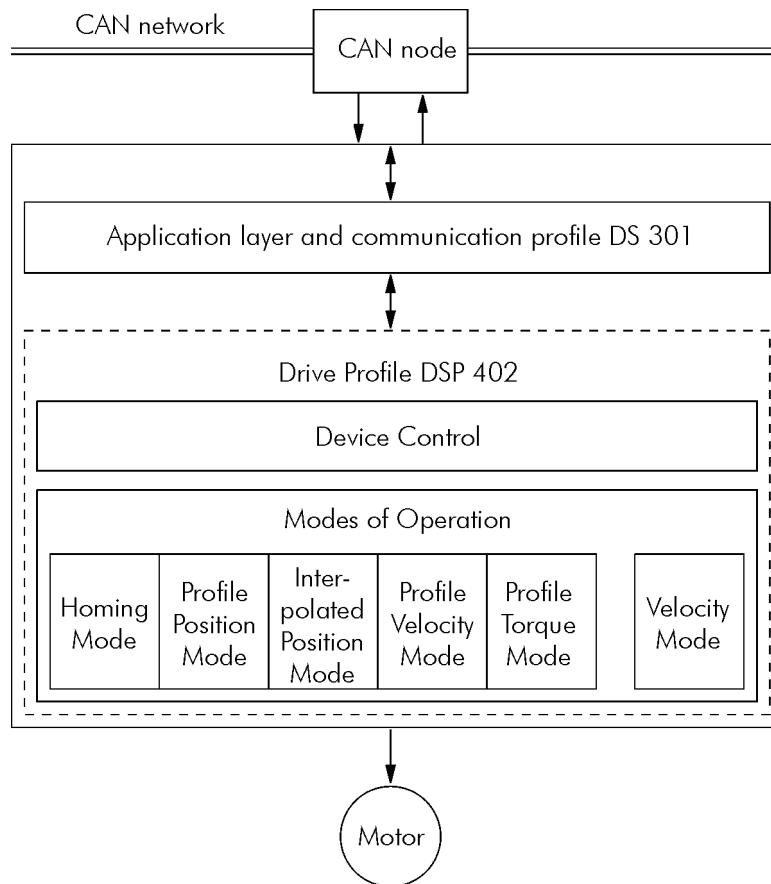 CAN network
CAN node
Application layer and communication profile DS 301
Drive Profile DSP 402
Device Control
Modes of Operation
Homing
Mode
Profile
Position
Mode
Inter-
polated
Position
Mode
Profile
Velocity
Mode
Profile
Torque
Mode
Velocity
Mode
Motor